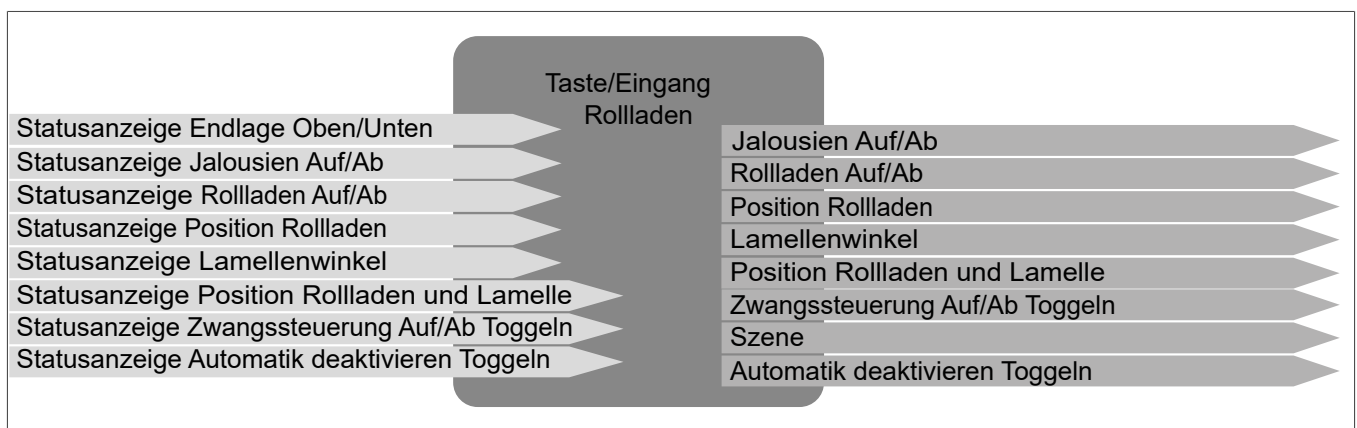 Taste/Eingang
Rollladen
Statusanzeige Endlage Oben/Unten
Statusanzeige Jalousien Auf/Ab
Statusanzeige Rollladen Auf/Ab
Statusanzeige Position Rollladen
Statusanzeige Lamellenwinkel
Statusanzeige Position Rollladen und Lamelle
Statusanzeige Zwangssteuerung Auf/Ab Toggeln
Statusanzeige Automatik deaktivieren Toggeln
Jalousien Auf/Ab
Rollladen Auf/Ab
Position Rollladen
Lamellenwinkel
Position Rollladen und Lamelle
Zwangssteuerung Auf/Ab Toggeln
Szene
Automatik deaktivieren Toggeln